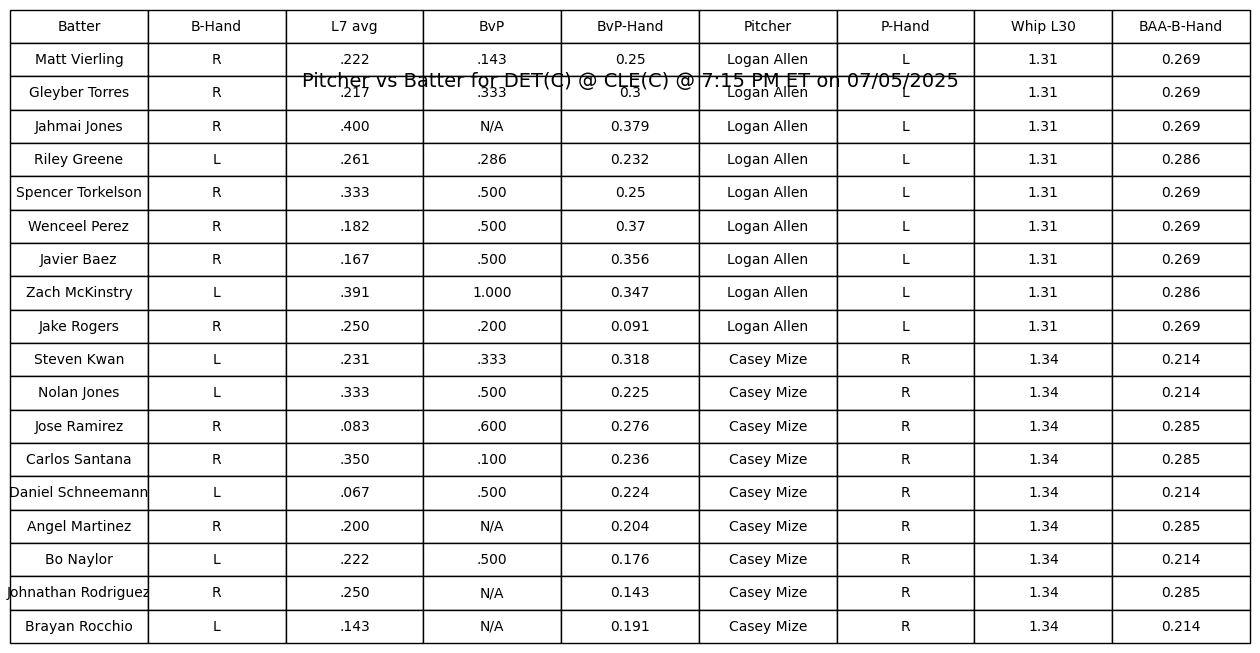 Batter B-Hand L7 avg BvP BvP-Hand Pitcher P-Hand Whip L30 BAA-B-Hand
Matt Vierling R .222 .143 0.25 Logan Allen L 1.31 0.269
Pitcher vs Batter for DET(C) @ CLE(C) @ 7:15 PM ET on 07/05/2025
Gleyber Torres R .217 .333 0.3 Logan Allen L 1.31 0.269
Jahmai Jones R .400 N/A 0.379 Logan Allen L 1.31 0.269
Riley Greene L .261 .286 0.232 Logan Allen L 1.31 0.286
Spencer Torkelson R .333 .500 0.25 Logan Allen L 1.31 0.269
Wenceel Perez R .182 .500 0.37 Logan Allen L 1.31 0.269
Javier Baez R .167 .500 0.356 Logan Allen L 1.31 0.269
Zach McKinstry L .391 1.000 0.347 Logan Allen L 1.31 0.286
Jake Rogers R .250 .200 0.091 Logan Allen L 1.31 0.269
Steven Kwan L .231 .333 0.318 Casey Mize R 1.34 0.214
Nolan Jones L .333 .500 0.225 Casey Mize R 1.34 0.214
Jose Ramirez R .083 .600 0.276 Casey Mize R 1.34 0.285
Carlos Santana R .350 .100 0.236 Casey Mize R 1.34 0.285
Daniel Schneemann L .067 .500 0.224 Casey Mize R 1.34 0.214
Angel Martinez R .200 N/A 0.204 Casey Mize R 1.34 0.285
Bo Naylor L .222 .500 0.176 Casey Mize R 1.34 0.214
Johnathan Rodriguez R .250 N/A 0.143 Casey Mize R 1.34 0.285
Brayan Rocchio L .143 N/A 0.191 Casey Mize R 1.34 0.214